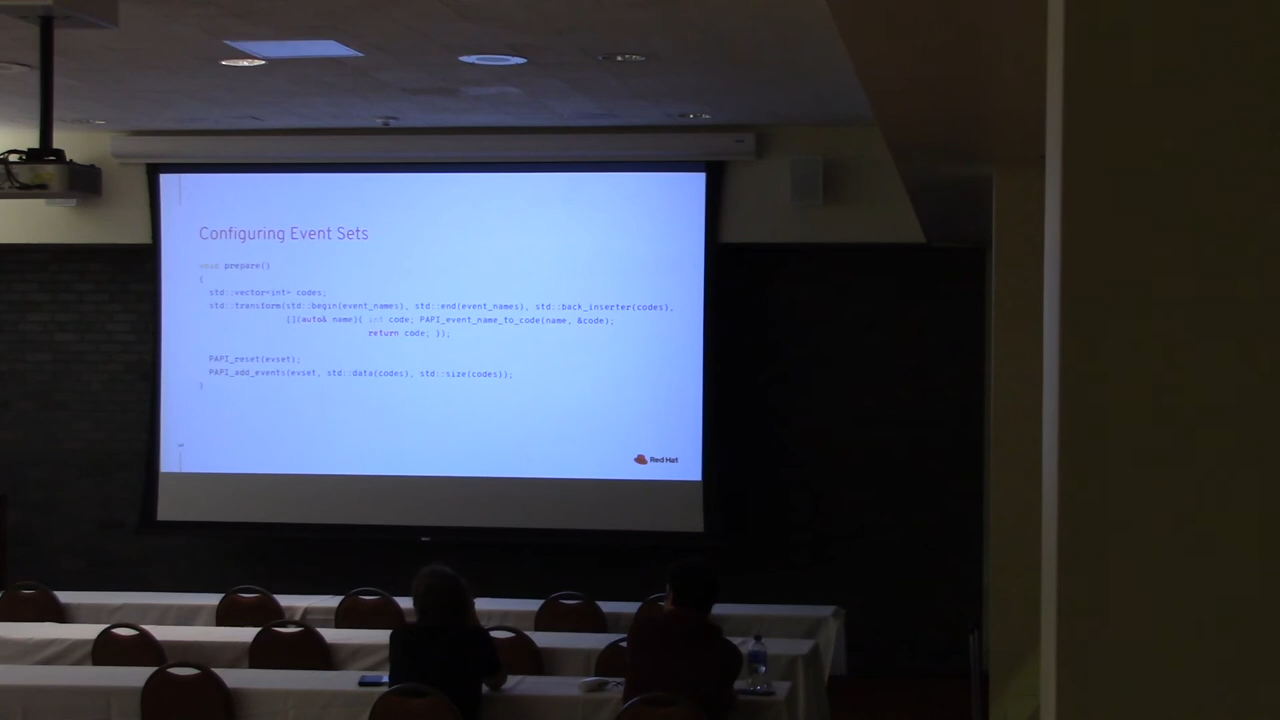 Configuring Event Sets
void prepare()
{
std::vector<int> codes;
std::transform(std::begin(event_names), std::end(event_names), std::back_inserter(codes),
[](auto& name){ int code; PAPI_event_name_to_code(name, &code);
return code; });
PAPI_reset(evset);
PAPI_add_events(evset, std::data(codes), std::size(codes));
}
Red Hat